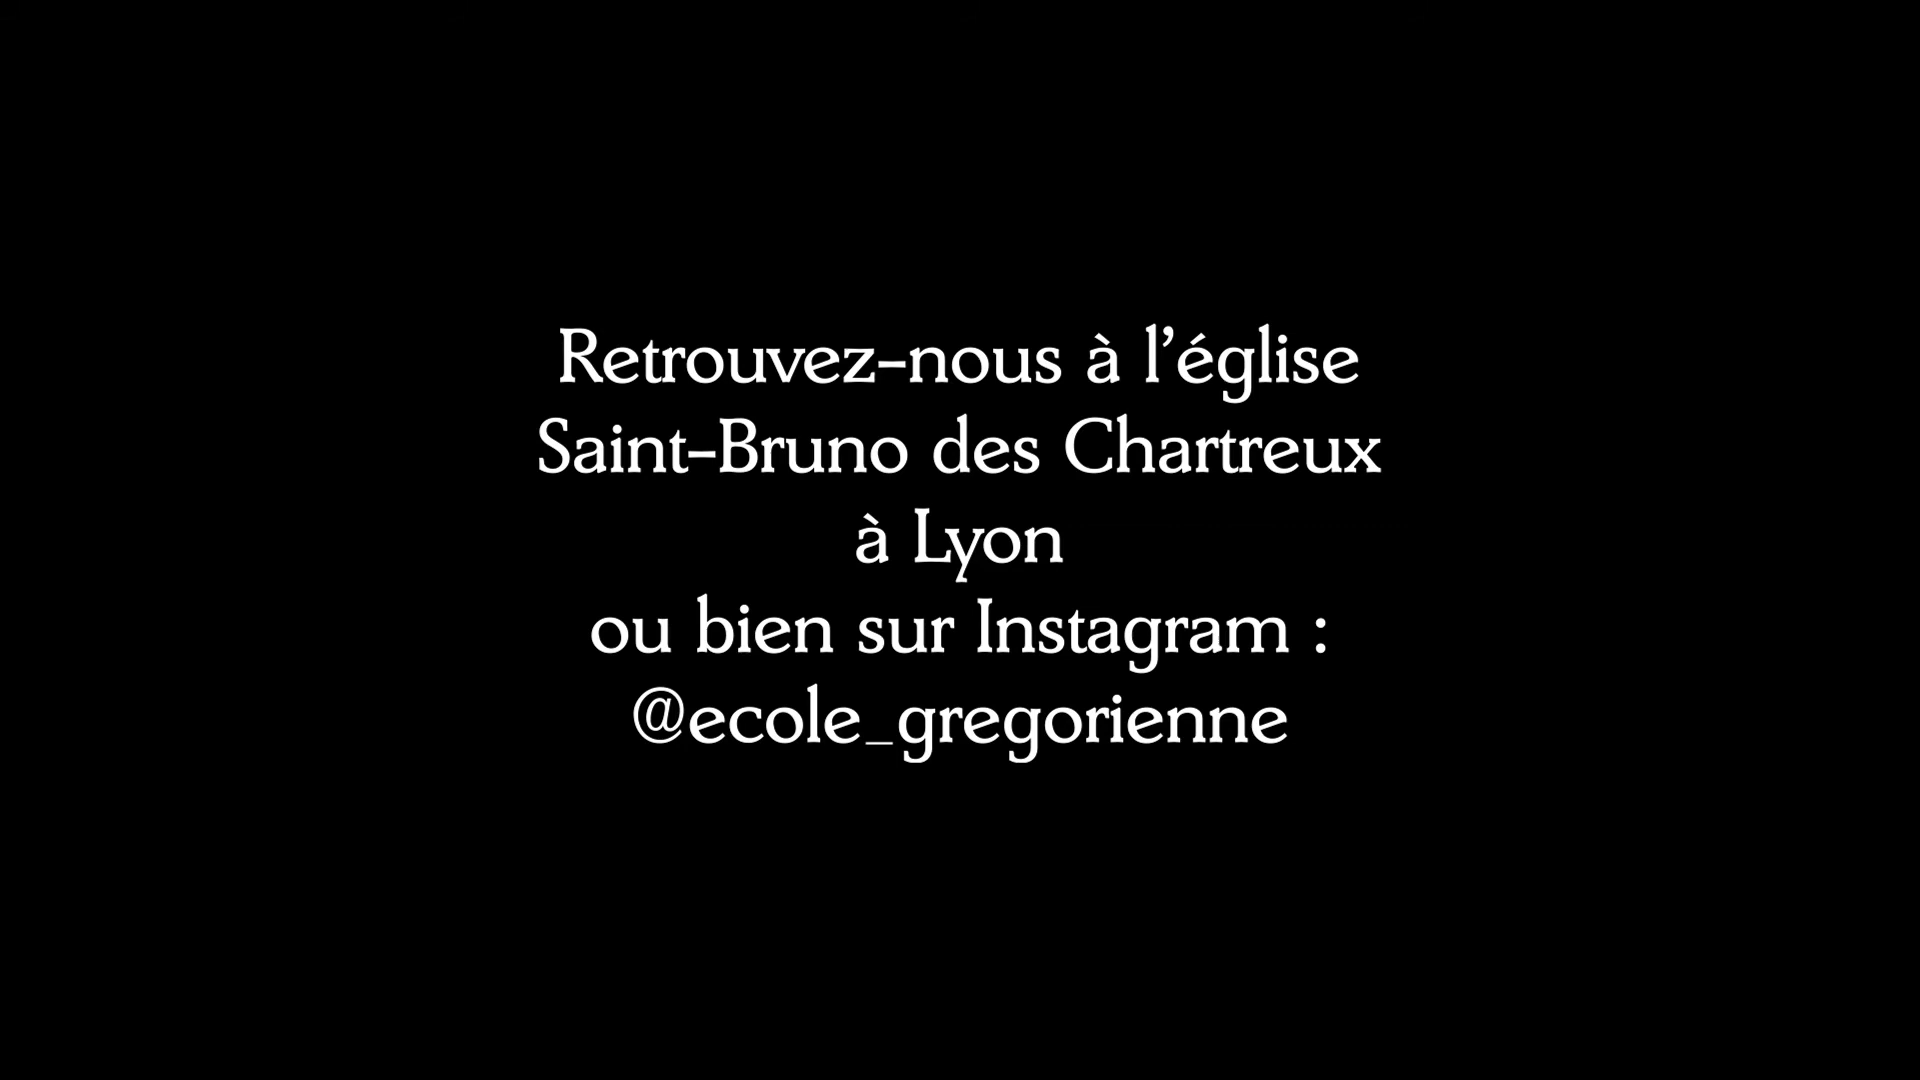 Retrouvez-nous à l’église
Saint-Bruno des Chartreux
à Lyon
ou bien sur Instagram :
@ecole_gregorienne